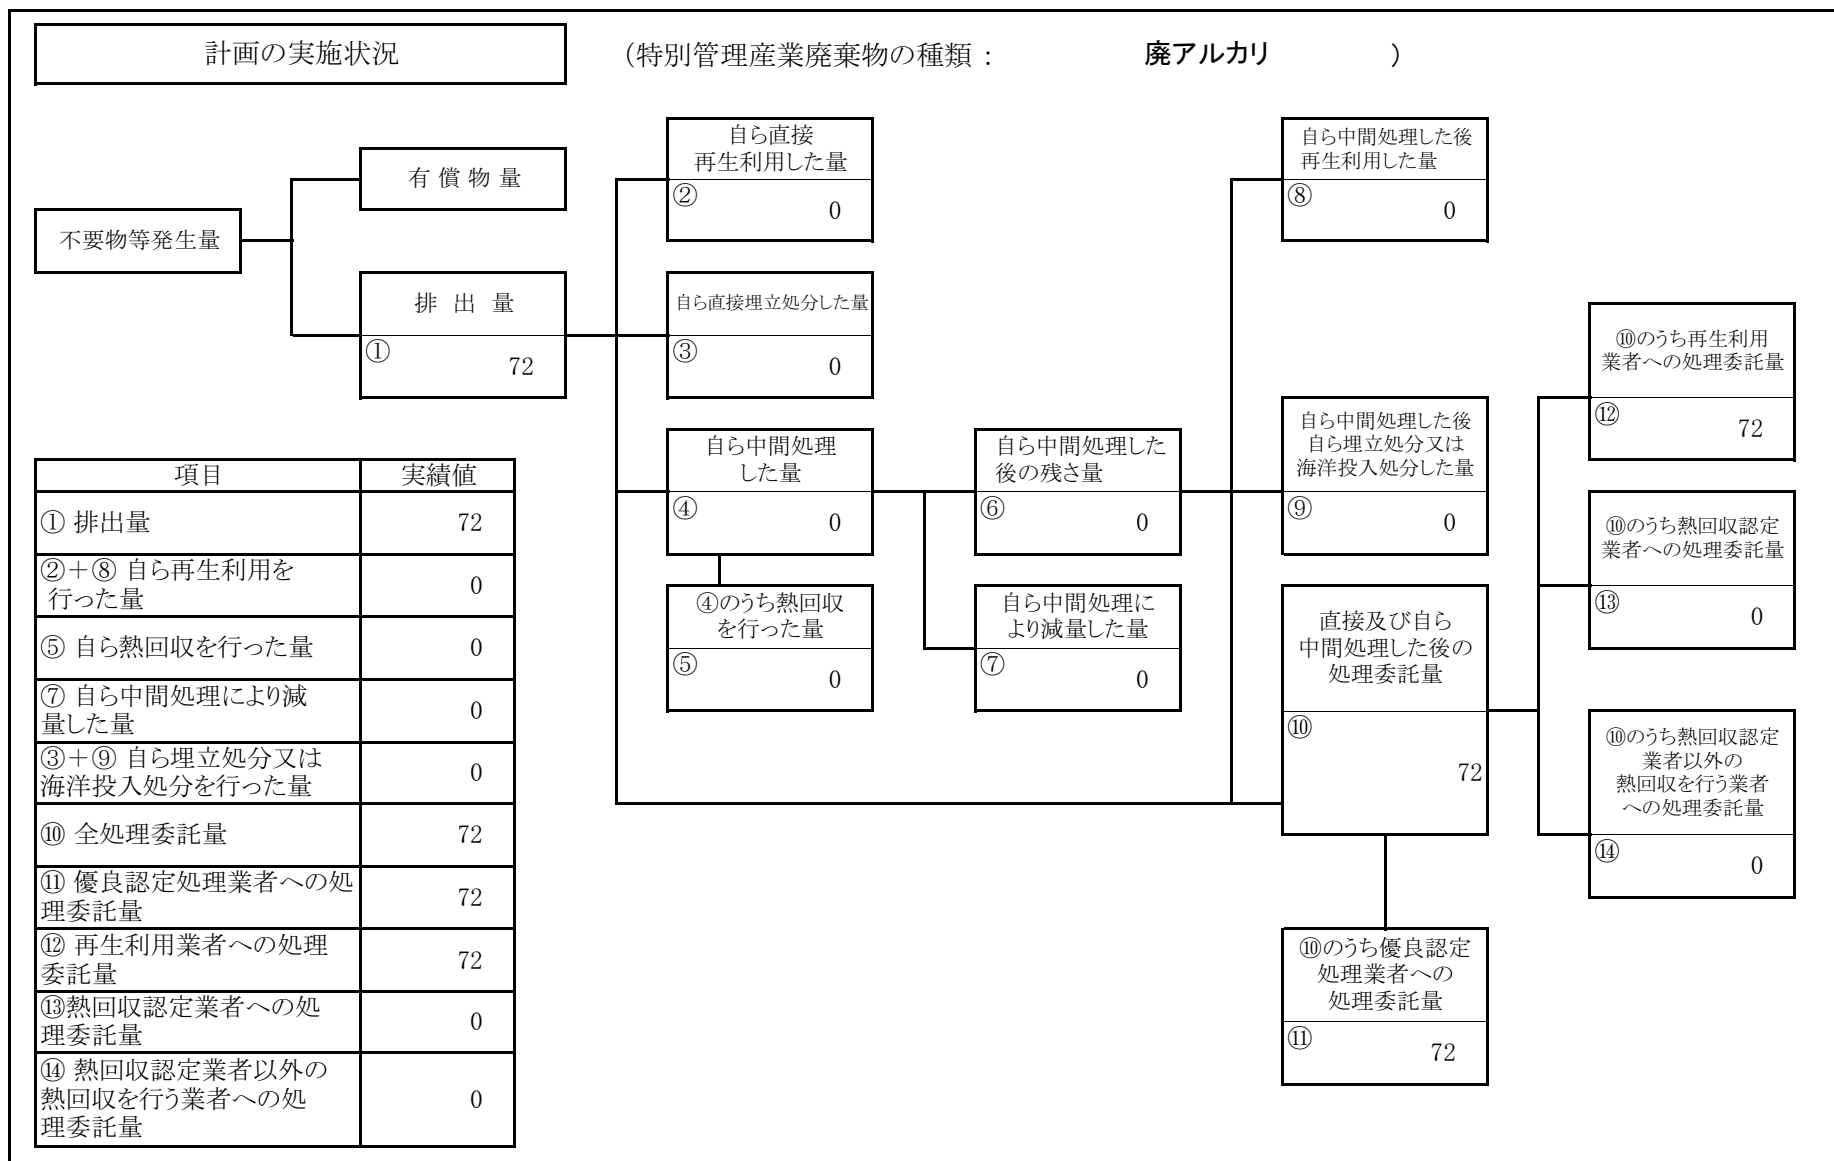 計画の実施状況
（特別管理産業廃棄物の種類： 廃アルカリ ）
不要物等発生量
有償物量
排出量
①
72
自ら直接
再生利用した量
②
0
自ら直接埋立処分した量
③
0
自ら中間処理
した量
④
0
④のうち熱回収
を行った量
⑤
0
自ら中間処理した
後の残さ量
⑥
0
自ら中間処理に
より減量した量
⑦
0
自ら中間処理した後
再生利用した量
⑧
0
自ら中間処理した後
自ら埋立処分又は
海洋投入処分した量
⑨
0
直接及び自ら
中間処理した後の
処理委託量
⑩
72
⑩のうち優良認定
処理業者への
処理委託量
⑪
72
⑩のうち再生利用
業者への処理委託量
⑫
72
⑩のうち熱回収認定
業者への処理委託量
⑬
0
⑩のうち熱回収認定
業者以外の
熱回収を行う業者
への処理委託量
⑭
0
項目 実績値
① 排出量 72
②＋⑧ 自ら再生利用を
行った量 0
⑤ 自ら熱回収を行った量 0
⑦ 自ら中間処理により減
量した量 0
③＋⑨ 自ら埋立処分又は
海洋投入処分を行った量 0
⑩ 全処理委託量 72
⑪ 優良認定処理業者への処
理委託量 72
⑫ 再生利用業者への処理
委託量 72
⑬熱回収認定業者への処
理委託量 0
⑭ 熱回収認定業者以外の
熱回収を行う業者への処
理委託量 0